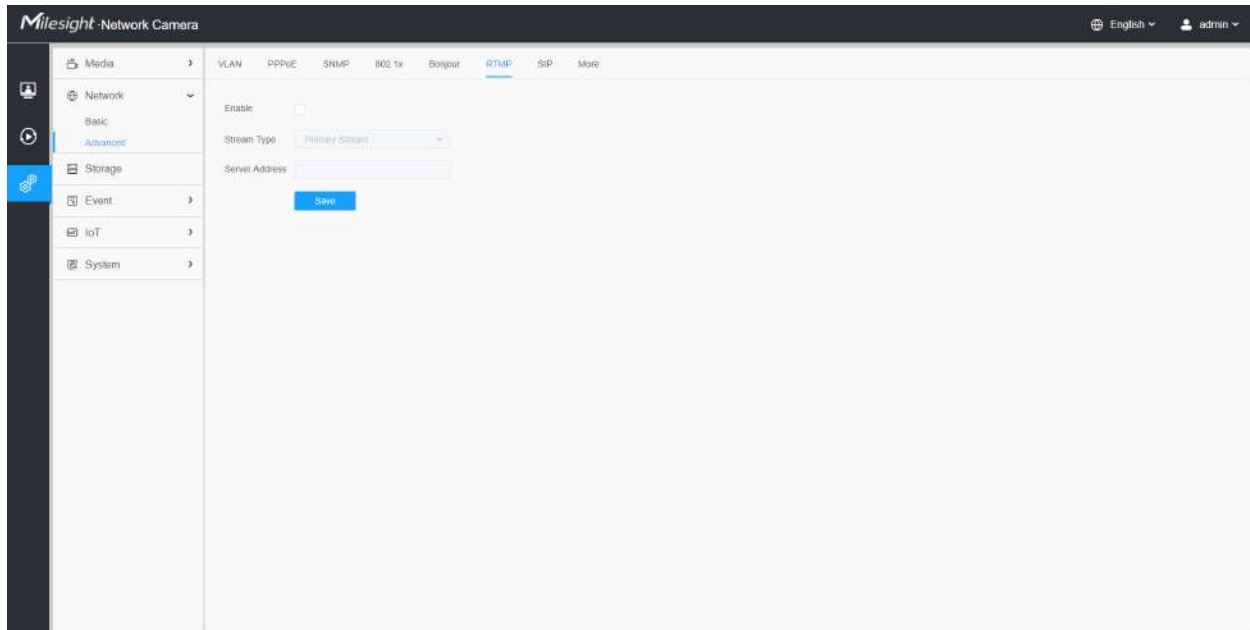 Milesight Network Camera
English
admin
Media
VLAN PPPoE SNMP 802.1x Bonjour RTMP SIP More
Network
Basic
Advanced
Storage
Event
IoT
System
Enable
Stream Type Primary Stream
Server Address
Save